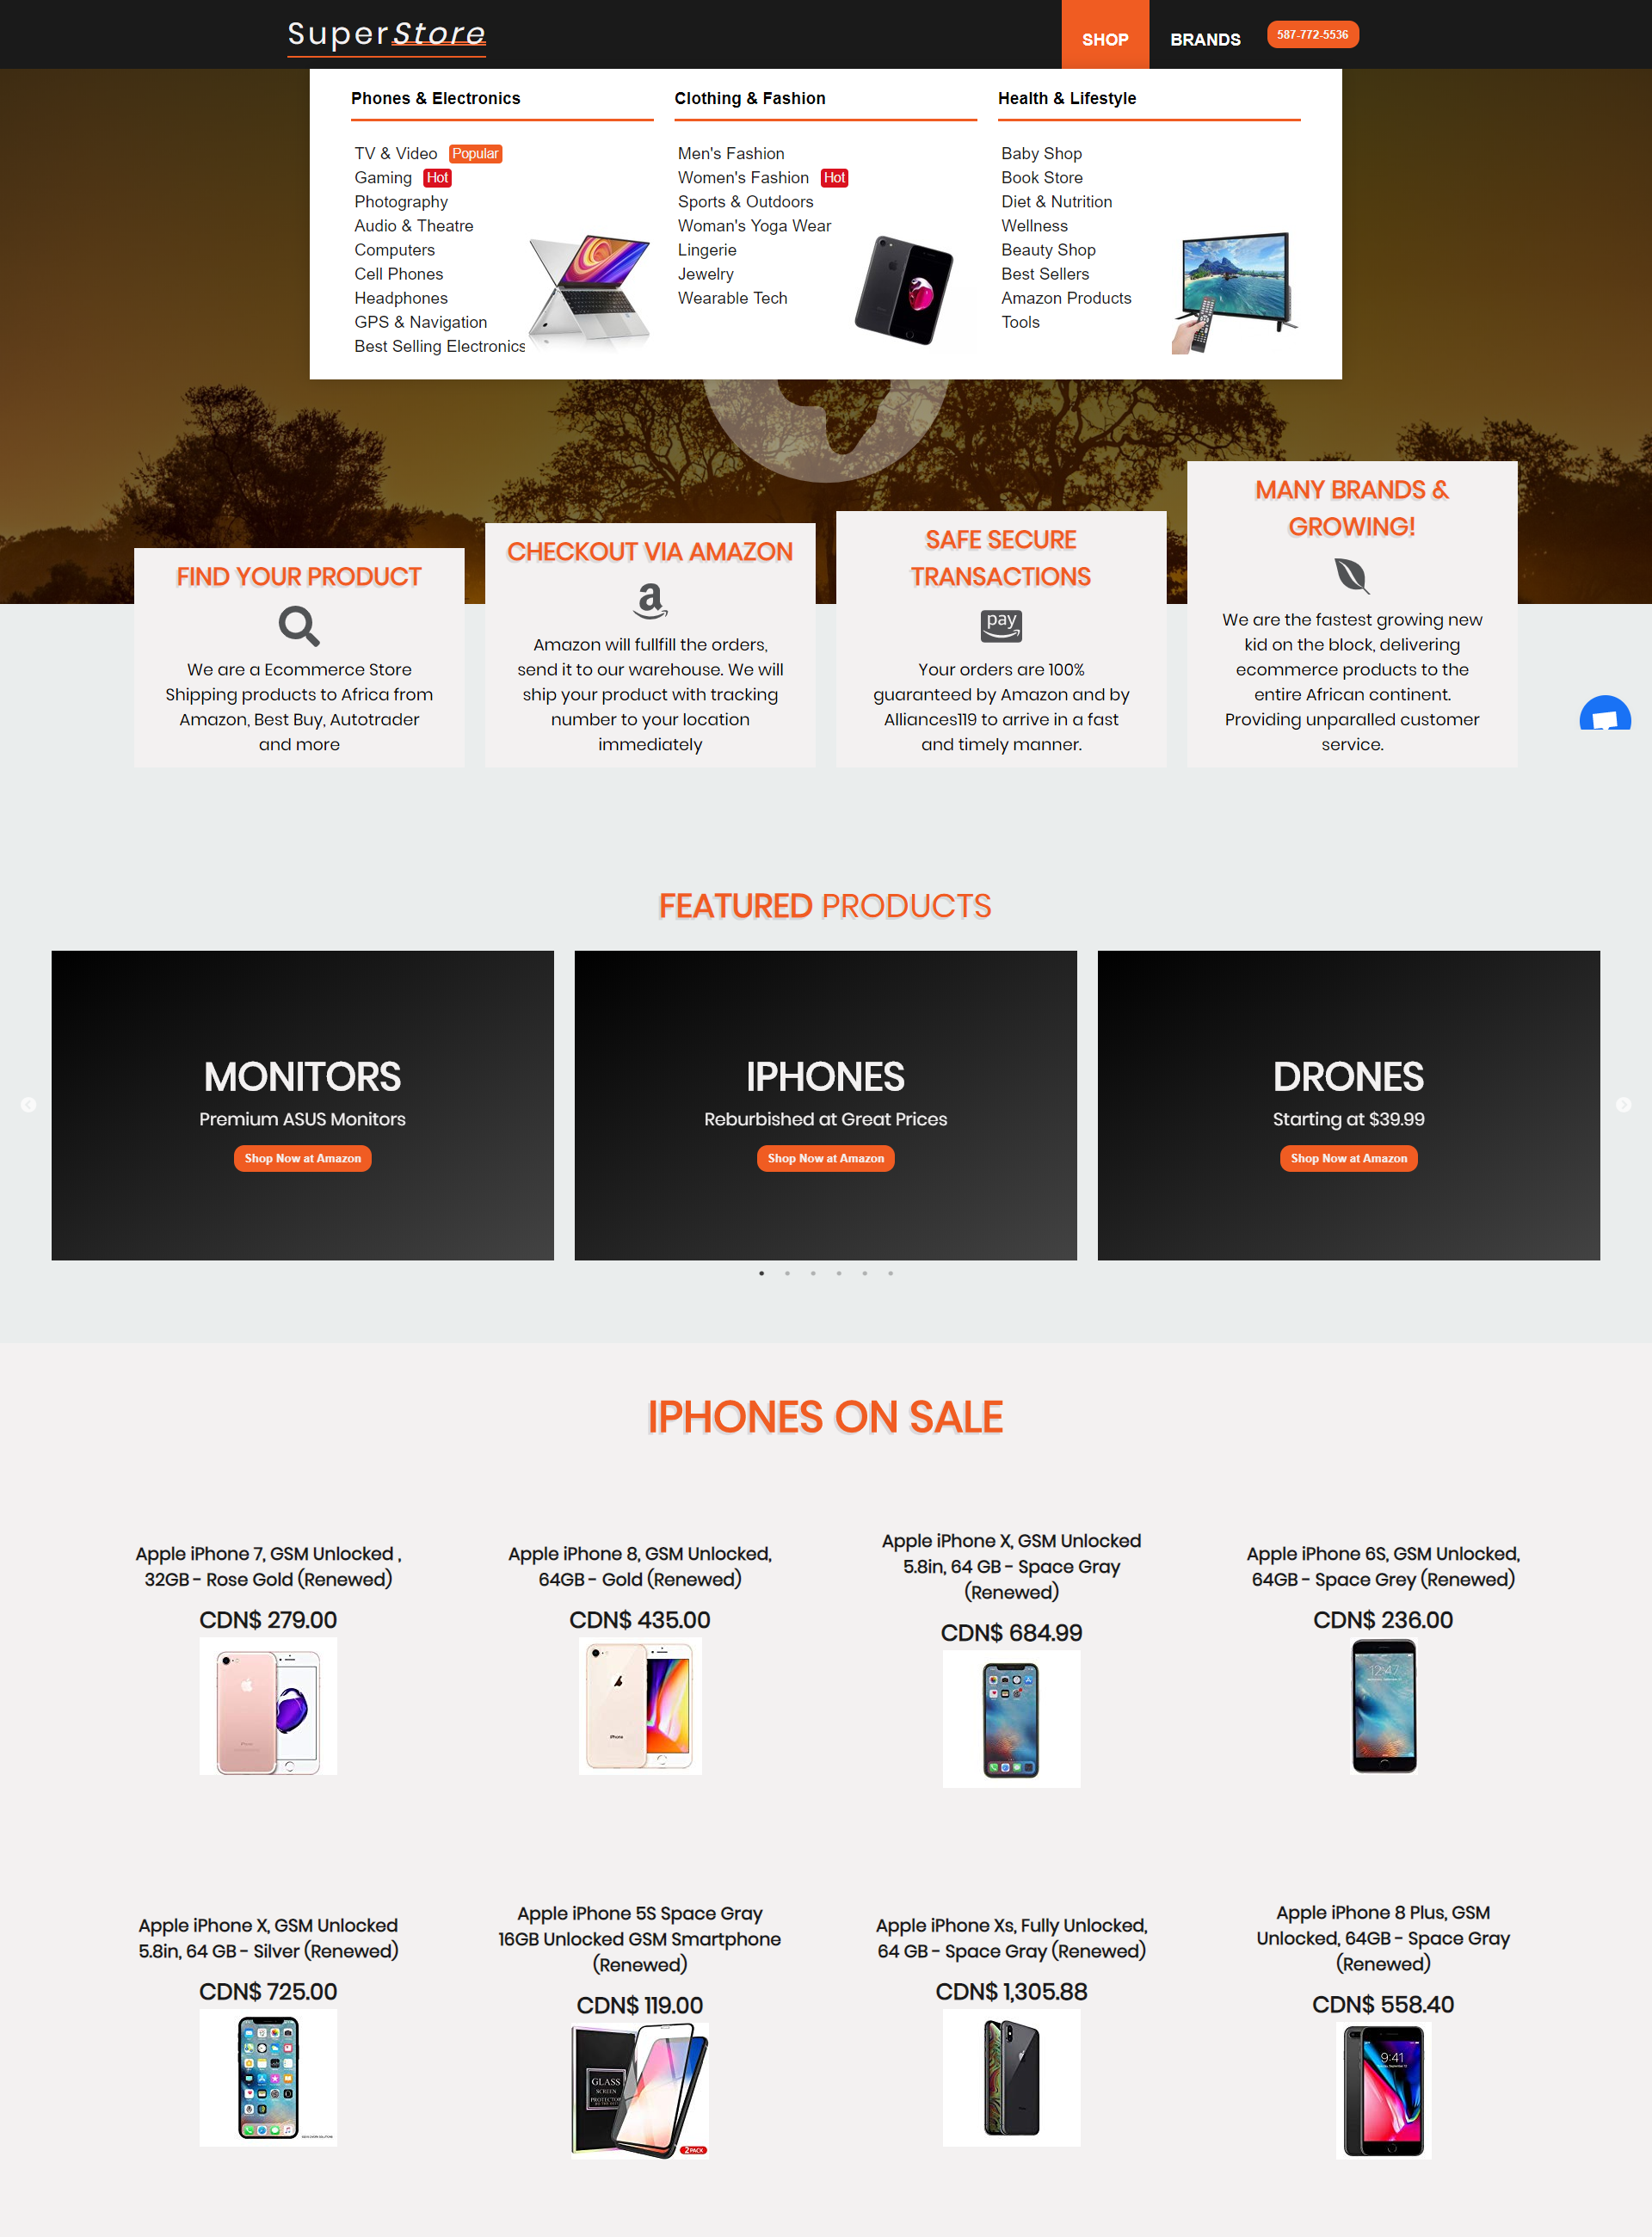 SuperStore
SHOP
BRANDS
587-772-5536
Phones & Electronics
TV & Video Popular
Gaming Hot
Photography
Audio & Theatre
Computers
Cell Phones
Headphones
GPS & Navigation
Best Selling Electronics
Clothing & Fashion
Men's Fashion
Women's Fashion Hot
Sports & Outdoors
Woman's Yoga Wear
Lingerie
Jewelry
Wearable Tech
Health & Lifestyle
Baby Shop
Book Store
Diet & Nutrition
Wellness
Beauty Shop
Best Sellers
Amazon Products
Tools
FIND YOUR PRODUCT
We are a Ecommerce Store
Shipping products to Africa from
Amazon, Best Buy, Autotrader
and more
CHECKOUT VIA AMAZON
a
Amazon will fullfill the orders,
send it to our warehouse. We will
ship your product with tracking
number to your location
immediately
SAFE SECURE
TRANSACTIONS
pay
Your orders are 100%
guaranteed by Amazon and by
Alliances119 to arrive in a fast
and timely manner.
MANY BRANDS &
GROWING!
We are the fastest growing new
kid on the block, delivering
ecommerce products to the
entire African continent.
Providing unparalled customer
service.
FEATURED PRODUCTS
MONITORS
Premium ASUS Monitors
Shop Now at Amazon
IPHONES
Reburbished at Great Prices
Shop Now at Amazon
DRONES
Starting at $39.99
Shop Now at Amazon
IPHONES ON SALE
Apple iPhone 7, GSM Unlocked ,
32GB - Rose Gold (Renewed)
CDN$ 279.00
Apple iPhone 8, GSM Unlocked,
64GB - Gold (Renewed)
CDN$ 435.00
iPhone
Apple iPhone X, GSM Unlocked
5.8in, 64 GB - Space Gray
(Renewed)
CDN$ 684.99
Apple iPhone 6S, GSM Unlocked,
64GB - Space Grey (Renewed)
CDN$ 236.00
12:47
Apple iPhone X, GSM Unlocked
5.8in, 64 GB - Silver (Renewed)
CDN$ 725.00
Apple iPhone 5S Space Gray
16GB Unlocked GSM Smartphone
(Renewed)
CDN$ 119.00
GLASS
SCREEN
PROTECTOR
2 PACK
Apple iPhone Xs, Fully Unlocked,
64 GB - Space Gray (Renewed)
CDN$ 1,305.88
Apple iPhone 8 Plus, GSM
Unlocked, 64GB - Space Gray
(Renewed)
CDN$ 558.40
9:41